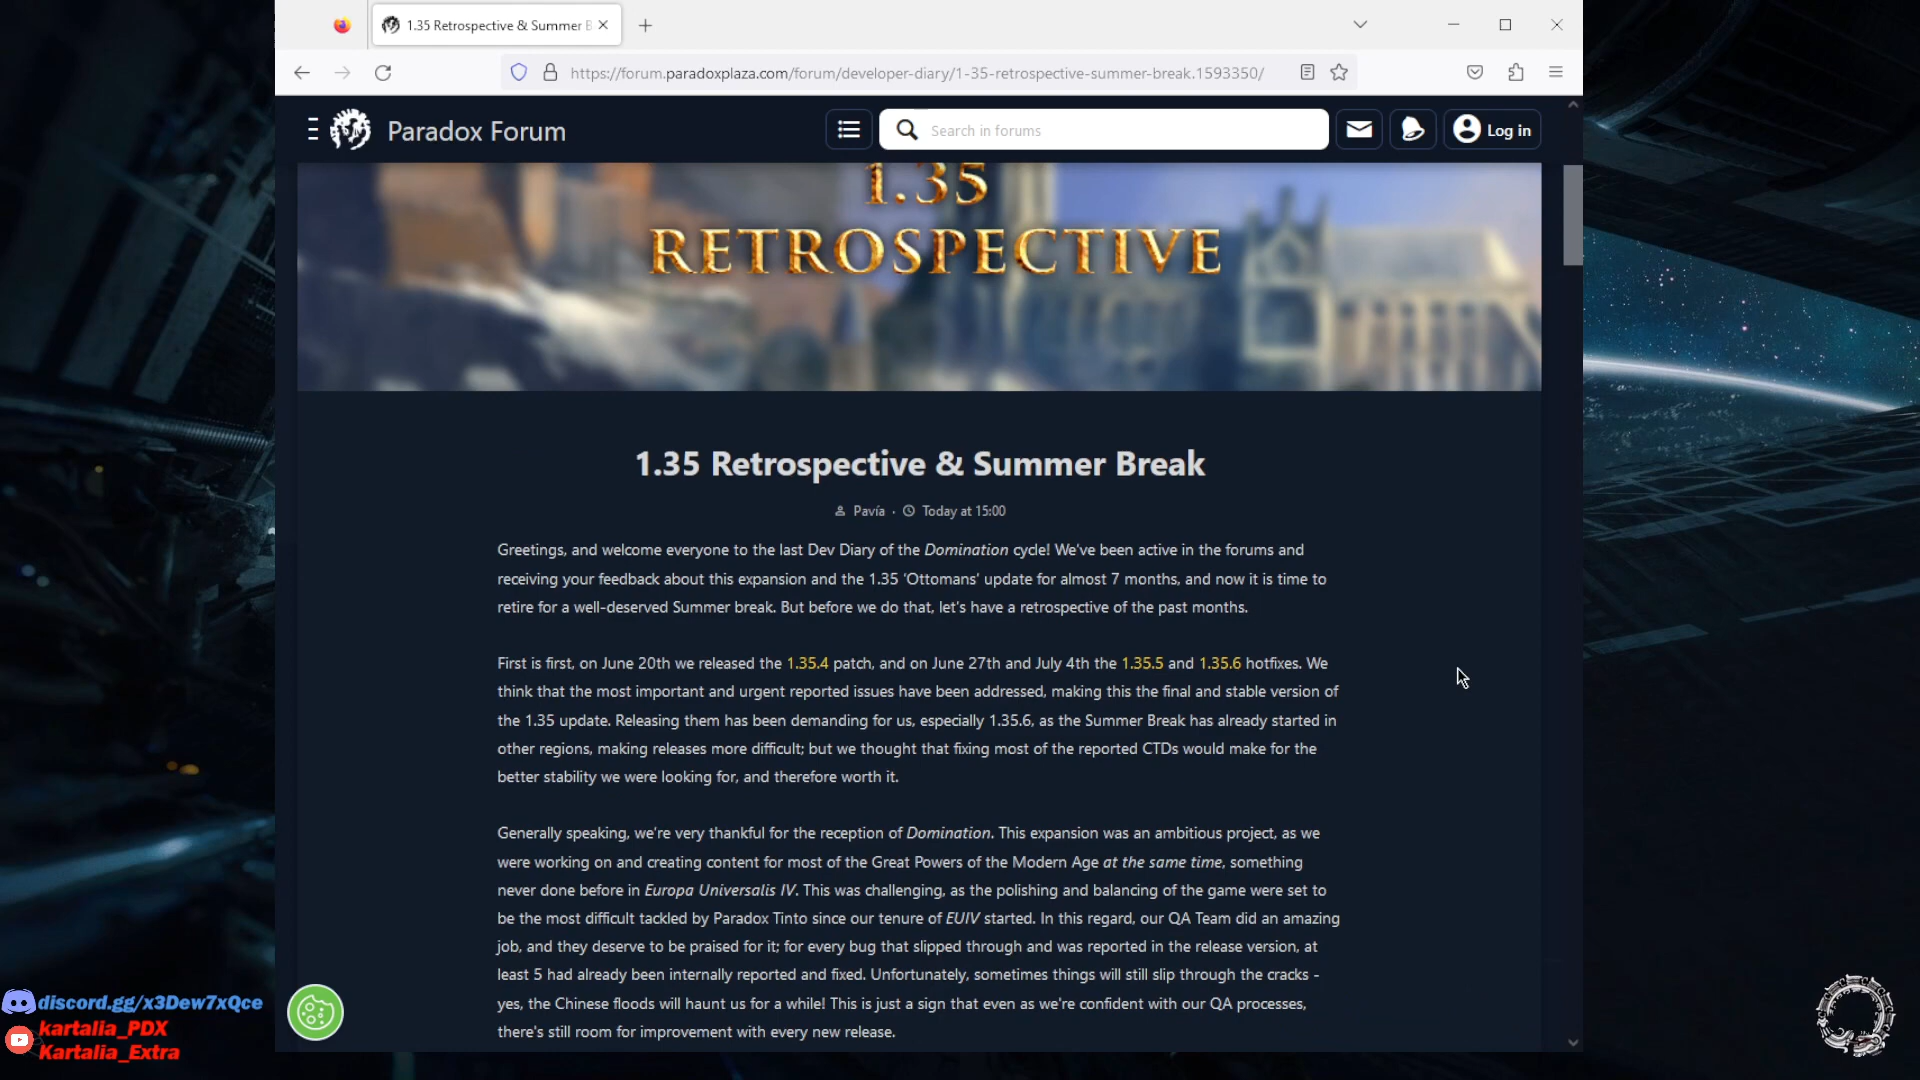 1.35 Retrospective & Summer B
https://forum.paradoxplaza.com/forum/developer-diary/1-35-retrospective-summer-break.1593350/
Paradox Forum
Search in forums
Log in
1.35
RETROSPECTIVE
1.35 Retrospective & Summer Break
Pavía · Today at 15:00
Greetings, and welcome everyone to the last Dev Diary of the Domination cycle! We've been active in the forums and
receiving your feedback about this expansion and the 1.35 'Ottomans' update for almost 7 months, and now it is time to
retire for a well-deserved Summer break. But before we do that, let's have a retrospective of the past months.
First is first, on June 20th we released the 1.35.4 patch, and on June 27th and July 4th the 1.35.5 and 1.35.6 hotfixes. We
think that the most important and urgent reported issues have been addressed, making this the final and stable version of
the 1.35 update. Releasing them has been demanding for us, especially 1.35.6, as the Summer Break has already started in
other regions, making releases more difficult; but we thought that fixing most of the reported CTDs would make for the
better stability we were looking for, and therefore worth it.
Generally speaking, we're very thankful for the reception of Domination. This expansion was an ambitious project, as we
were working on and creating content for most of the Great Powers of the Modern Age at the same time, something
never done before in Europa Universalis IV. This was challenging, as the polishing and balancing of the game were set to
be the most difficult tackled by Paradox Tinto since our tenure of EUIV started. In this regard, our QA Team did an amazing
job, and they deserve to be praised for it; for every bug that slipped through and was reported in the release version, at
least 5 had already been internally reported and fixed. Unfortunately, sometimes things will still slip through the cracks -
yes, the Chinese floods will haunt us for a while! This is just a sign that even as we're confident with our QA processes,
there's still room for improvement with every new release.
discord.gg/x3Dew7xQce
kartalia_PDX
Kartalia_Extra